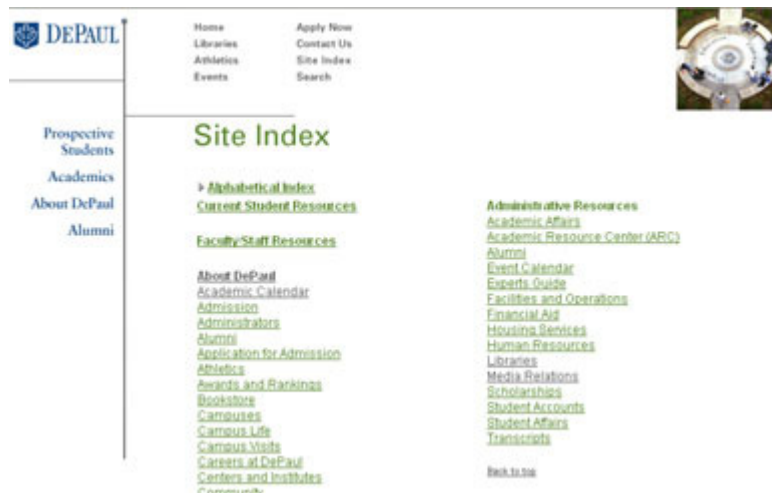 DEPAUL
Home
Libraries
Athletics
Events
Apply Now
Contact Us
Site Index
Search
Prospective
Students
Academics
About DePaul
Alumni
Site Index
Alphabetical Index
Current Student Resources
Faculty/Staff Resources
About DePaul
Academic Calendar
Admission
Administrators
Alumni
Application for Admission
Athletics
Awards and Rankings
Bookstore
Campuses
Campus Life
Campus Visits
Careers at DePaul
Centers and Institutes
Community
Administrative Resources
Academic Affairs
Academic Resource Center (ARC)
Alumni
Event Calendar
Experts Guide
Facilities and Operations
Financial Aid
Housing Services
Human Resources
Libraries
Media Relations
Scholarships
Student Accounts
Student Affairs
Transcripts
Back to top